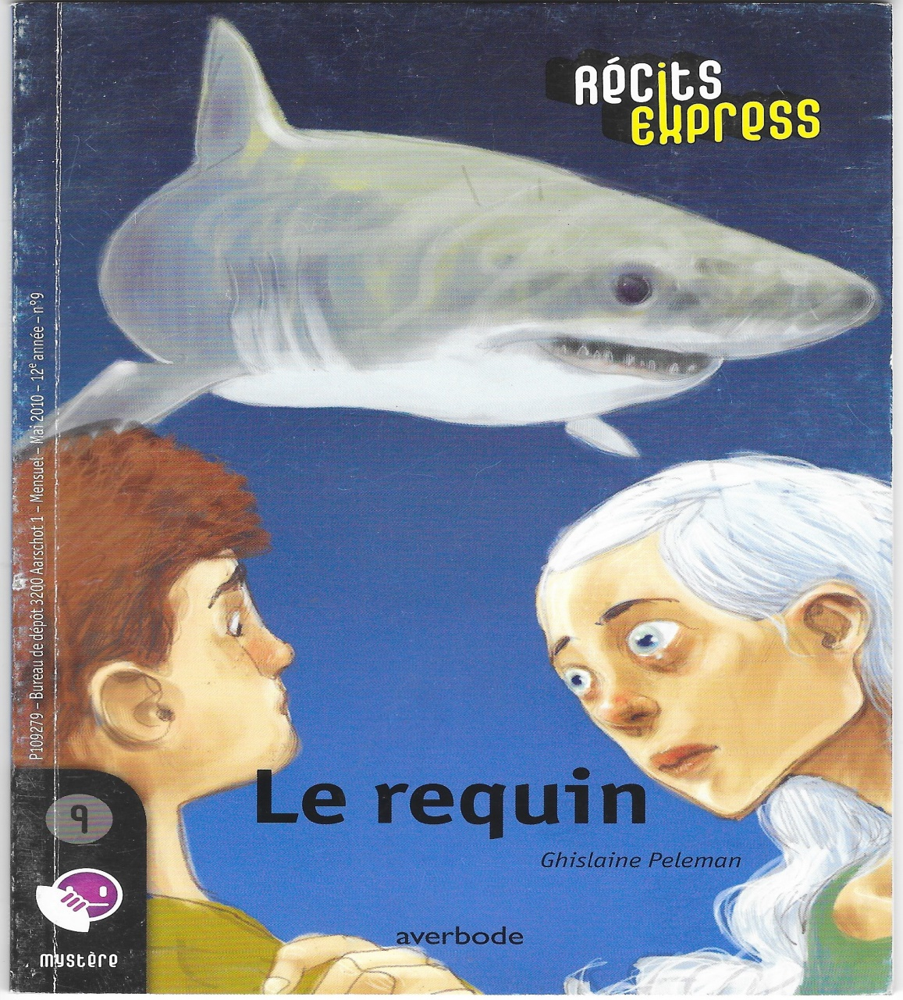 Récits
Express
P109279 – Bureau de dépôt 3200 Aarschot 1 – Mensuel – Mai 2010 – 12e année – n°9
Le requin
Ghislaine Peleman
averbode
9
mystère